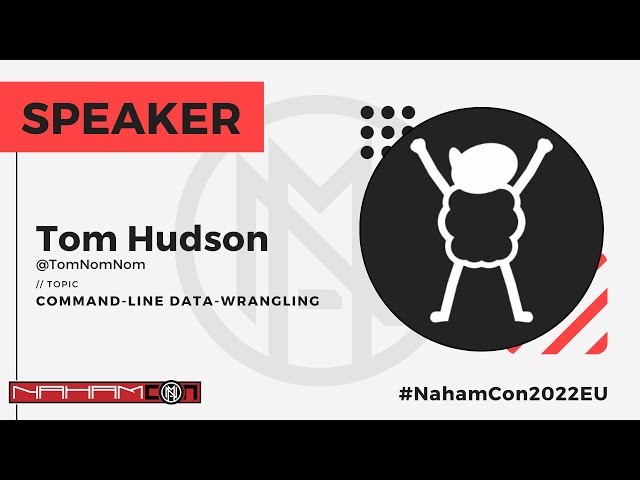 SPEAKER
Tom Hudson
@TomNomNom
// TOPIC
COMMAND-LINE DATA-WRANGLING
NAHAMCON
#NahamCon2022EU